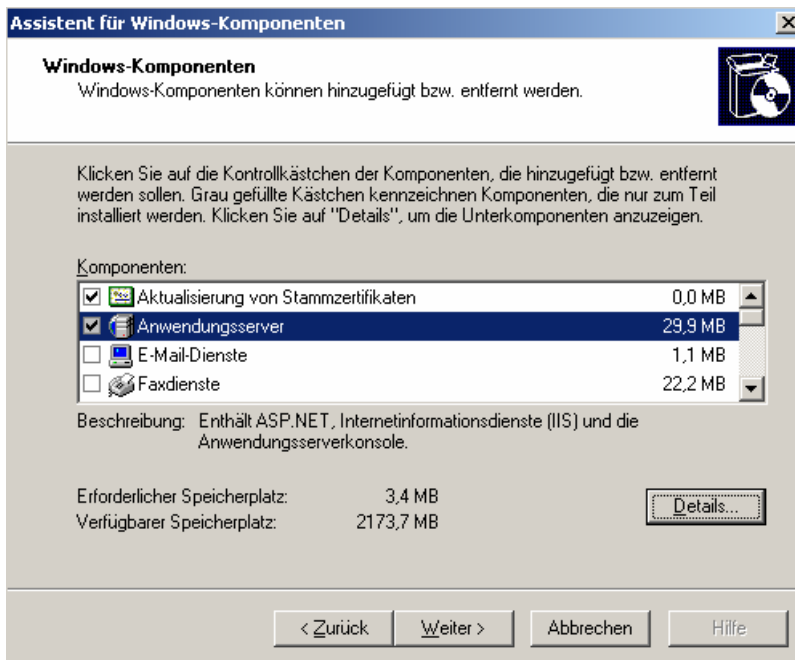 Assistent für Windows-Komponenten
Windows-Komponenten
Windows-Komponenten können hinzugefügt bzw. entfernt werden.
Klicken Sie auf die Kontrollkästchen der Komponenten, die hinzugefügt bzw. entfernt
werden sollen. Grau gefüllte Kästchen kennzeichnen Komponenten, die nur zum Teil
installiert werden. Klicken Sie auf "Details", um die Unterkomponenten anzuzeigen.
Komponenten:
Aktualisierung von Stammzertifikaten 0,0 MB
Anwendungsserver 29,9 MB
E-Mail-Dienste 1,1 MB
Faxdienste 22,2 MB
Beschreibung: Enthält ASP.NET, Internetinformationsdienste (IIS) und die
Anwendungsserverkonsole.
Erforderlicher Speicherplatz: 3,4 MB
Verfügbarer Speicherplatz: 2173,7 MB
Details...
< Zurück Weiter > Abbrechen Hilfe